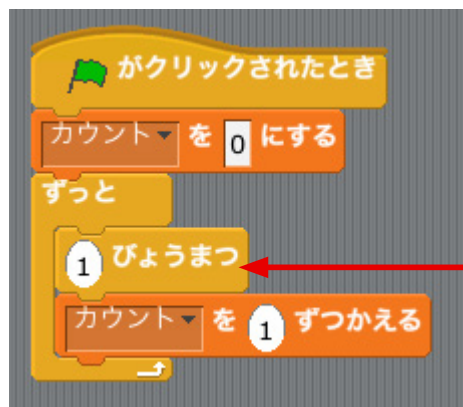 がクリックされたとき
カウント を 0 にする
ずっと
1 びょうまつ
カウント を 1 ずつかえる